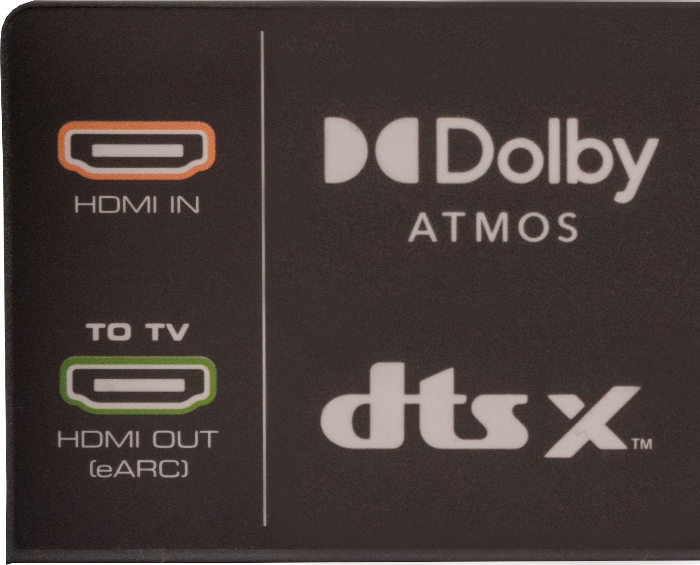 HDMI IN
TO TV
HDMI OUT
(eARC)
Dolby
ATMOS
dts x™